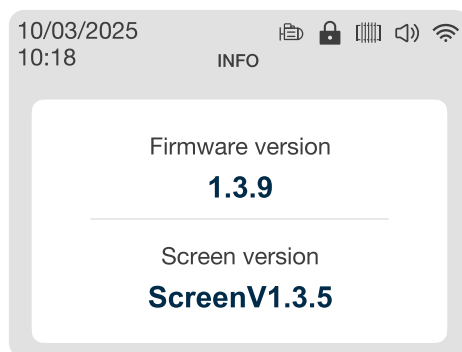 10/03/2025
10:18
INFO
Firmware version
1.3.9
Screen version
ScreenV1.3.5